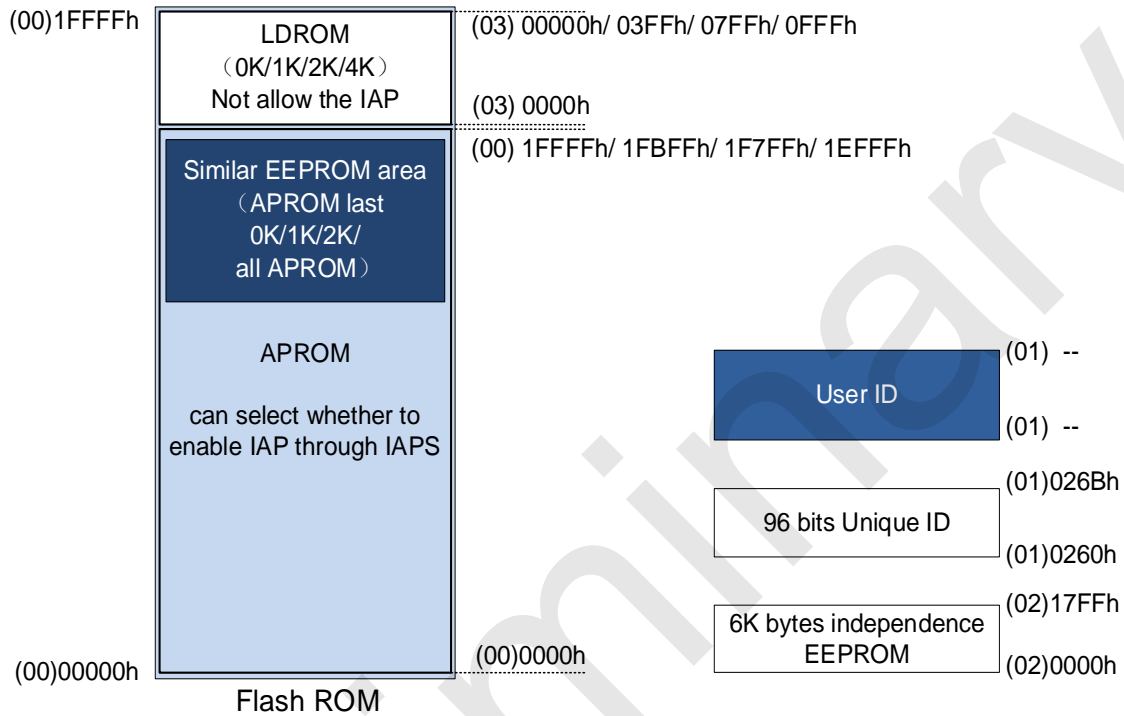 (00)1FFFFh
LDROM
（0K/1K/2K/4K）
Not allow the IAP
(03) 00000h/ 03FFh/ 07FFh/ 0FFFh
(03) 0000h
(00) 1FFFFh/ 1FBFFh/ 1F7FFh/ 1EFFFh
Similar EEPROM area
（APROM last
0K/1K/2K/
all APROM）
APROM
can select whether to
enable IAP through IAPS
(00)0000h
(00)00000h
Flash ROM
(01) --
User ID
(01) --
(01)026Bh
96 bits Unique ID
(01)0260h
(02)17FFh
6K bytes independence
EEPROM
(02)0000h
minary